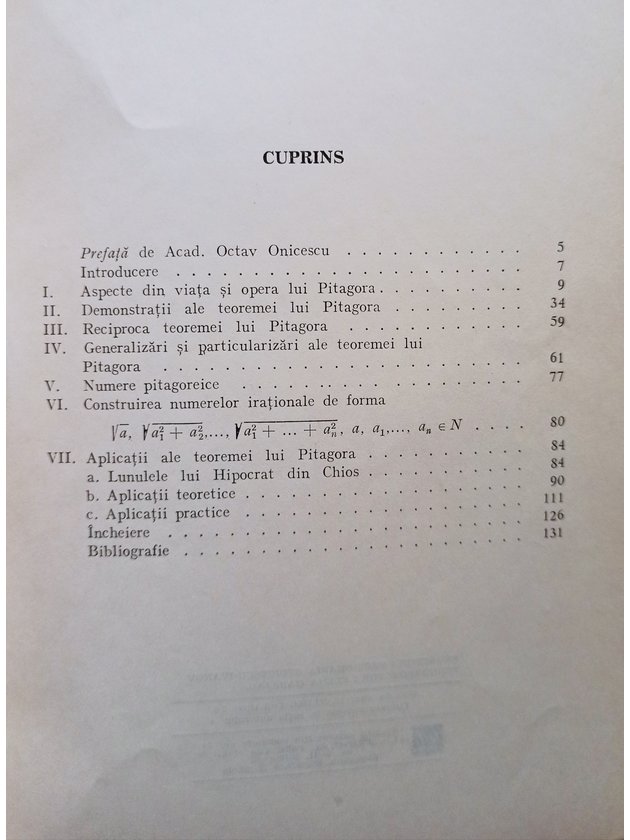 CUPRINS
Prefață de Acad. Octav Onicescu . . . . . . . . . . . . 5
Introducere . . . . . . . . . . . . . . . . . . . . . . . 7
I. Aspecte din viața și opera lui Pitagora . . . . . . . . . . 9
II. Demonstrații ale teoremei lui Pitagora . . . . . . . . . 34
III. Reciproca teoremei lui Pitagora . . . . . . . . . . . . 59
IV. Generalizări și particularizări ale teoremei lui
Pitagora . . . . . . . . . . . . . . . . . . . . . . . . 61
V. Numere pitagoreice . . . . . . . . . . . . . . . . . . 77
VI. Construirea numerelor iraționale de forma
√a, √a₁² + a₂²,..., √a₁² + ... + aₙ², a, a₁,..., aₙ ∈ N . . . . 80
VII. Aplicații ale teoremei lui Pitagora . . . . . . . . . . . 84
a. Lunulele lui Hipocrat din Chios . . . . . . . . . . . 84
b. Aplicații teoretice . . . . . . . . . . . . . . . . . . 90
c. Aplicații practice . . . . . . . . . . . . . . . . . . 111
Încheiere . . . . . . . . . . . . . . . . . . . . . . . 126
Bibliografie . . . . . . . . . . . . . . . . . . . . . . 131